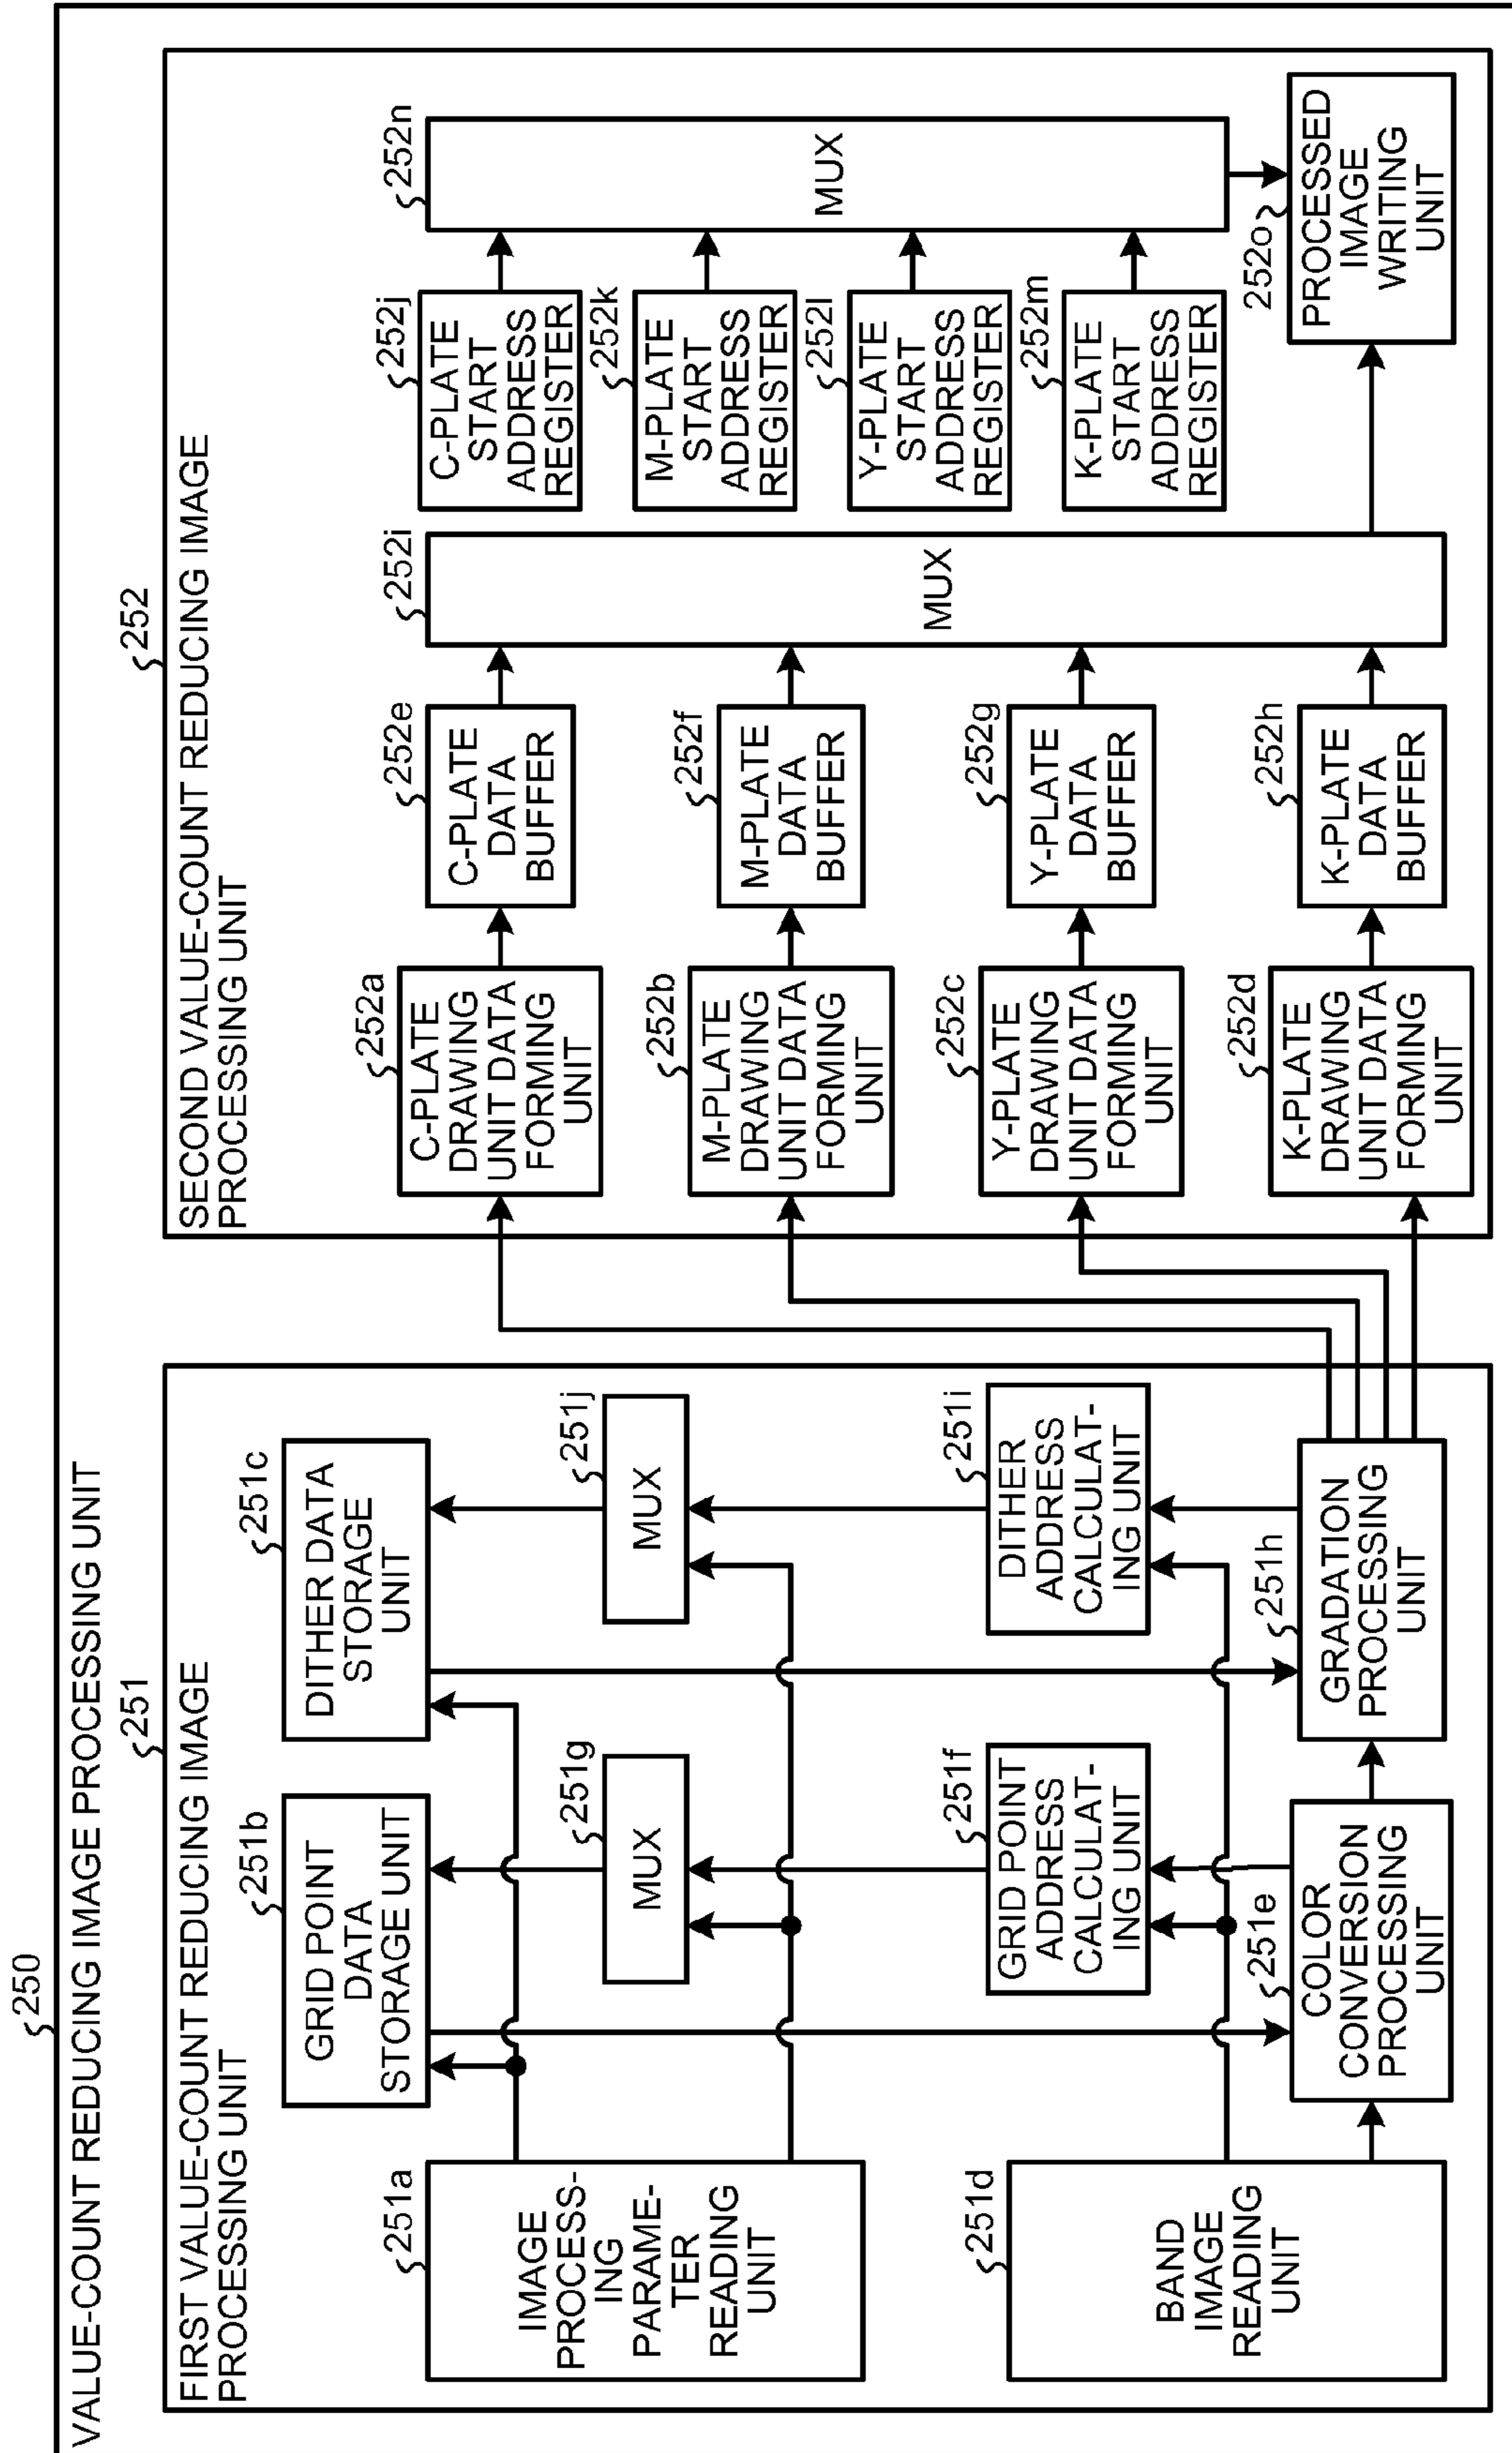 250
VALUE-COUNT REDUCING IMAGE PROCESSING UNIT
251
FIRST VALUE-COUNT REDUCING IMAGE
PROCESSING UNIT
251a
IMAGE
PROCESS-
ING
PARAME-
TER
READING
UNIT
251b
GRID POINT
DATA
STORAGE UNIT
251c
DITHER DATA
STORAGE
UNIT
251g
MUX
251j
MUX
251d
BAND
IMAGE
READING
UNIT
251f
GRID POINT
ADDRESS
CALCULAT-
ING UNIT
251i
DITHER
ADDRESS
CALCULAT-
ING UNIT
251e
COLOR
CONVERSION
PROCESSING
UNIT
251h
GRADATION
PROCESSING
UNIT
252
SECOND VALUE-COUNT REDUCING IMAGE
PROCESSING UNIT
252a
C-PLATE
DRAWING
UNIT DATA
FORMING
UNIT
252b
M-PLATE
DRAWING
UNIT DATA
FORMING
UNIT
252c
Y-PLATE
DRAWING
UNIT DATA
FORMING
UNIT
252d
K-PLATE
DRAWING
UNIT DATA
FORMING
UNIT
252e
C-PLATE
DATA
BUFFER
252f
M-PLATE
DATA
BUFFER
252g
Y-PLATE
DATA
BUFFER
252h
K-PLATE
DATA
BUFFER
252i
MUX
252j
C-PLATE
START
ADDRESS
REGISTER
252k
M-PLATE
START
ADDRESS
REGISTER
252l
Y-PLATE
START
ADDRESS
REGISTER
252m
K-PLATE
START
ADDRESS
REGISTER
252n
MUX
252o
PROCESSED
IMAGE
WRITING
UNIT